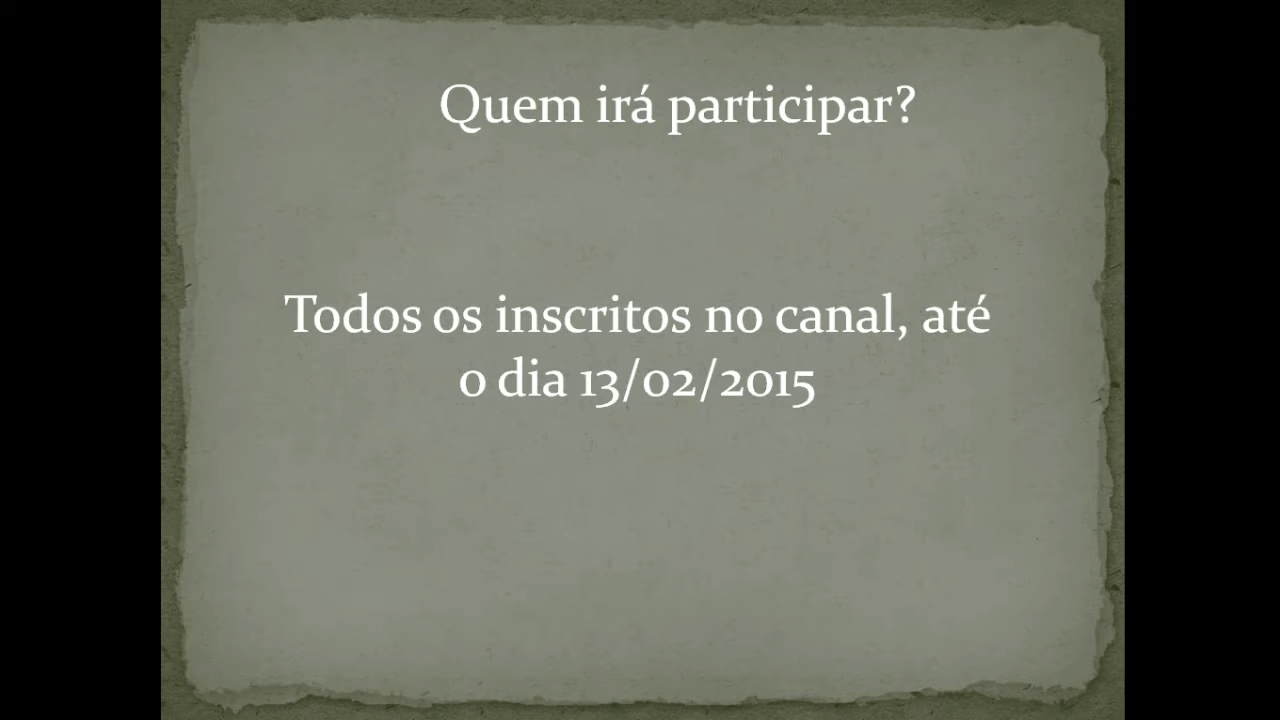 Quem irá participar?
Todos os inscritos no canal, até
o dia 13/02/2015